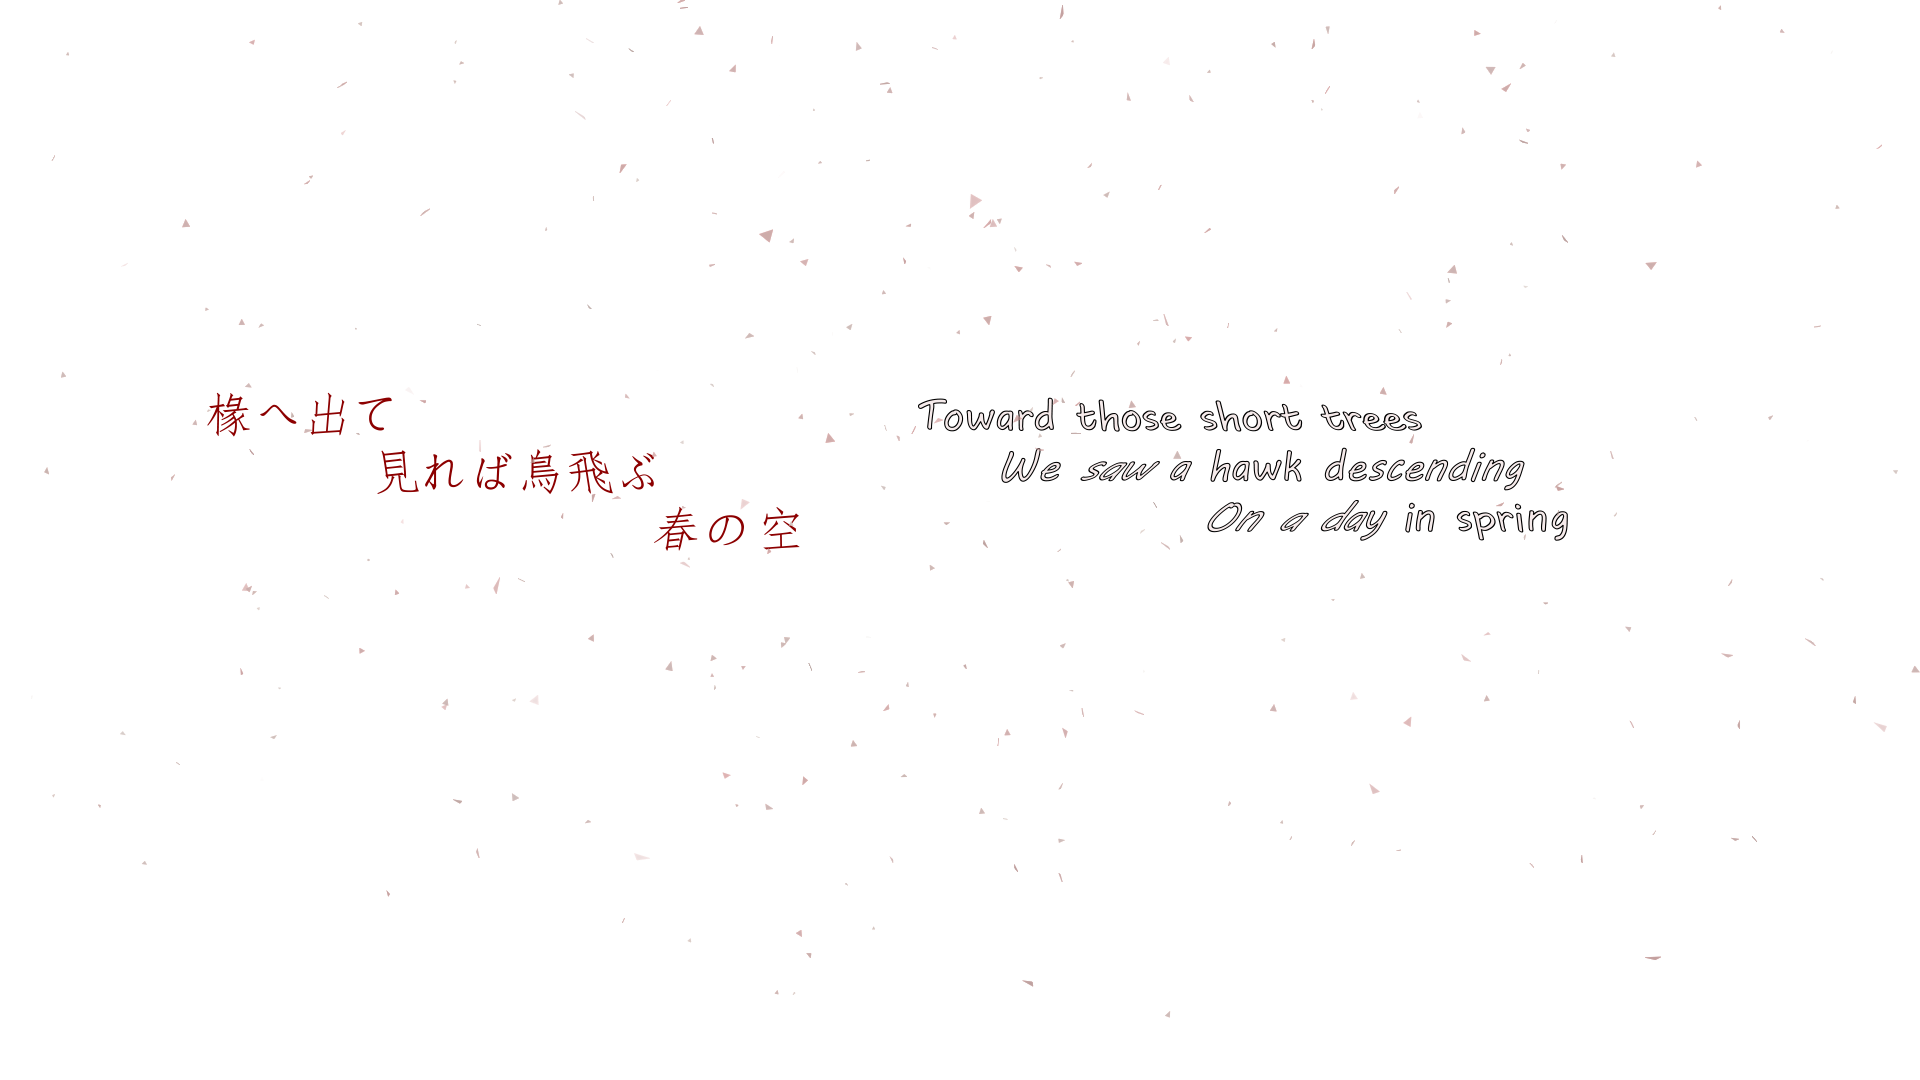 椽へ出て
見れば鳥飛ぶ
春の空
Toward those short trees
We saw a hawk descending
On a day in spring